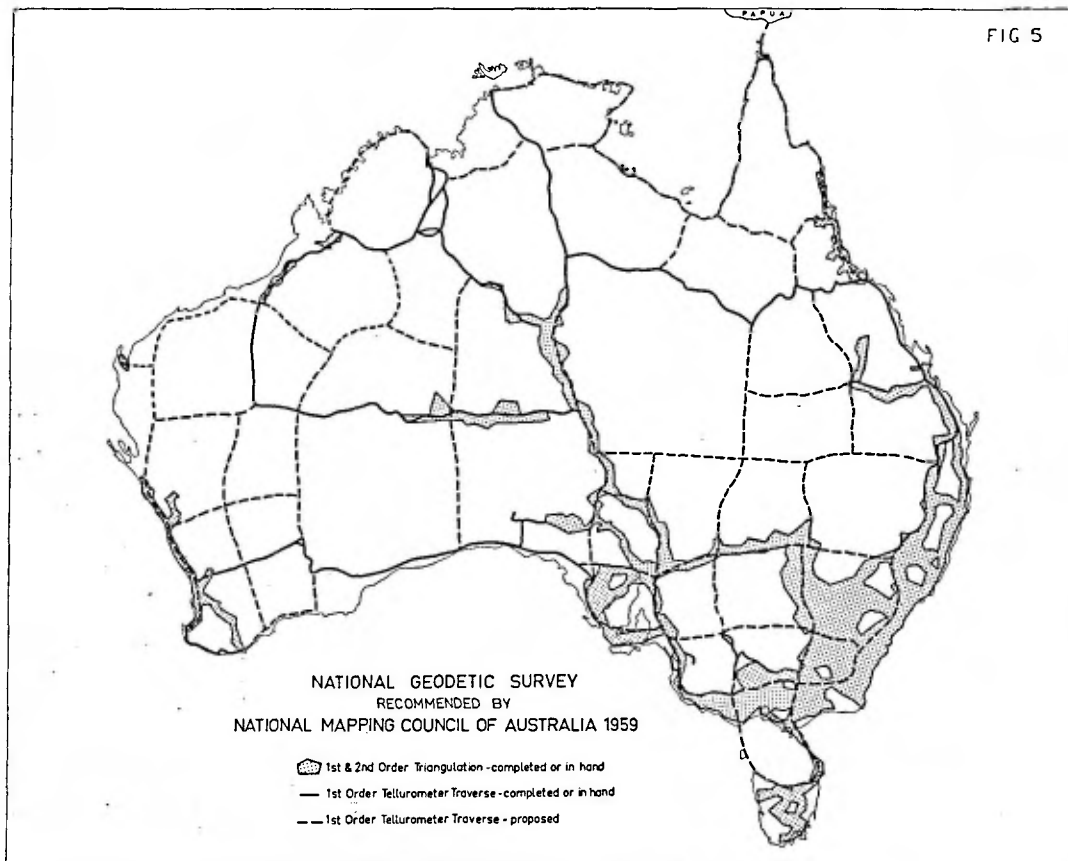 PAPUA
FIG 5
NATIONAL GEODETIC SURVEY
RECOMMENDED BY
NATIONAL MAPPING COUNCIL OF AUSTRALIA 1959
1st & 2nd Order Triangulation - completed or in hand
1st Order Tellurometer Traverse - completed or in hand
1st Order Tellurometer Traverse - proposed